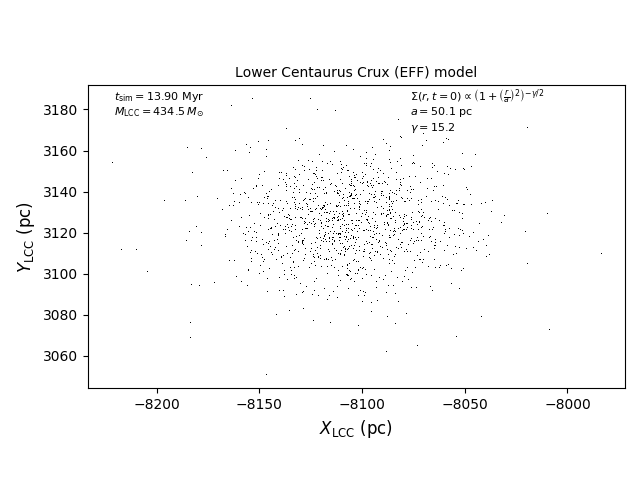 Lower Centaurus Crux (EFF) model
t_sim = 13.90 Myr
M_LCC = 434.5 M_⊙
Σ(r, t = 0) ∝ (1 + (r/a)²)^(−γ/2)
a = 50.1 pc
γ = 15.2
3180
3160
3140
3120
3100
3080
3060
Y_LCC (pc)
−8200 −8150 −8100 −8050 −8000
X_LCC (pc)